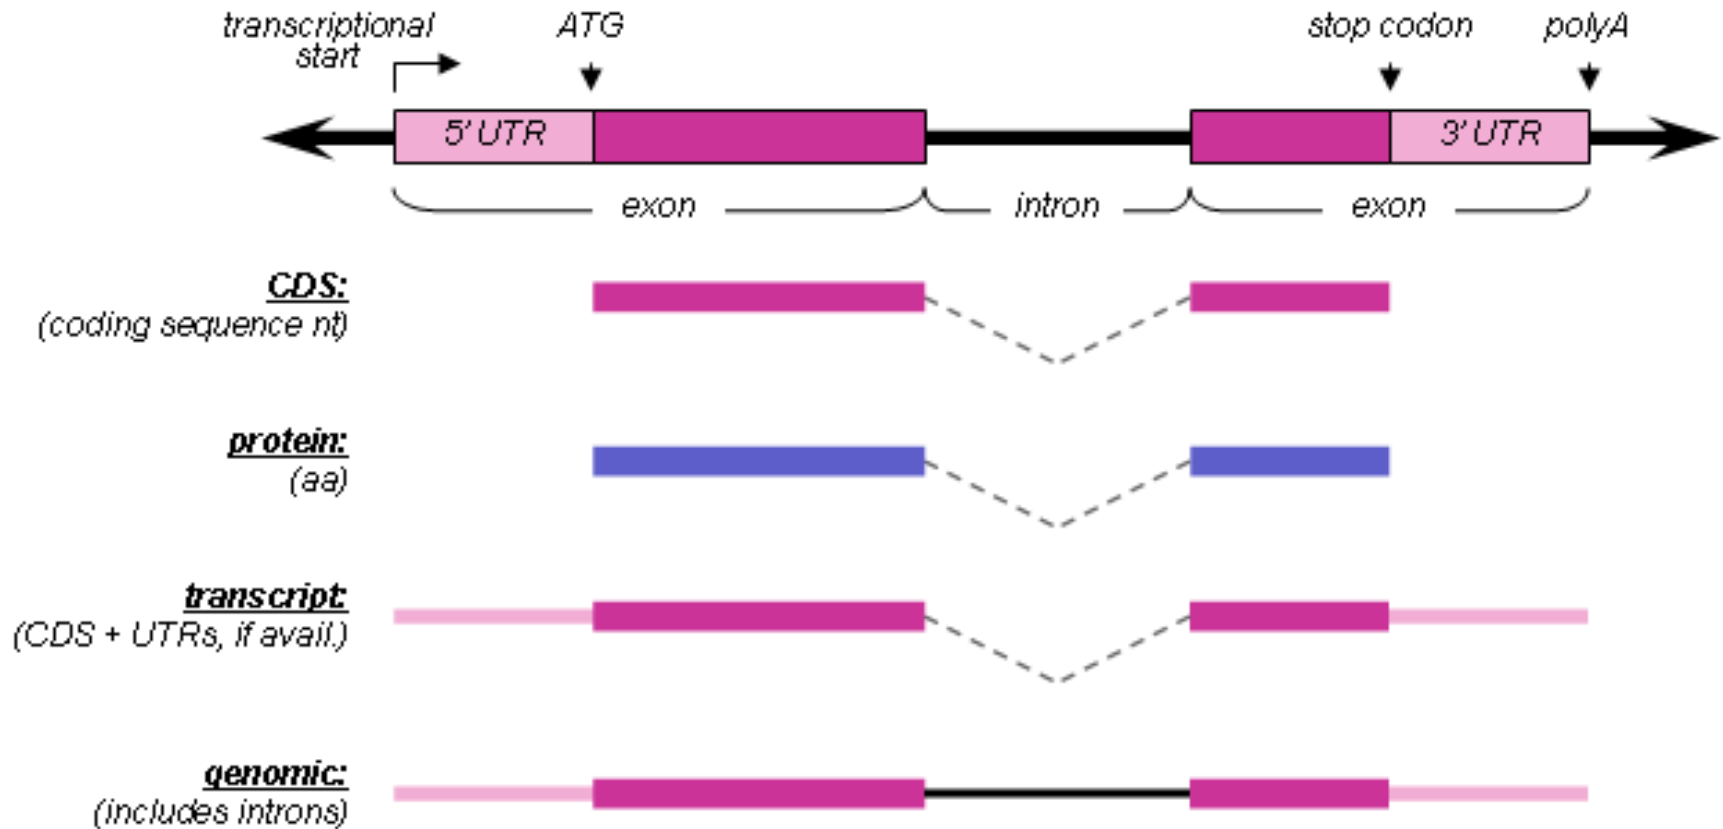 transcriptional
start
ATG
stop codon
polyA
5' UTR
3' UTR
exon
intron
exon
CDS:
(coding sequence nt)
protein:
(aa)
transcript:
(CDS + UTRs, if avail.)
genomic:
(includes introns)